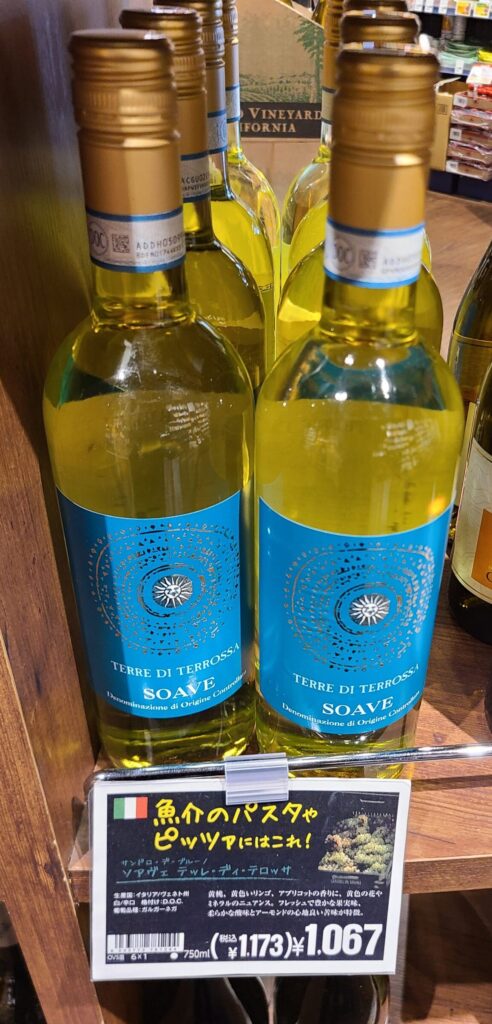 VINEYARD
IFORNIA
TERRE DI TERROSSA
SOAVE
Denominazione di Origine
TERRE DI TERROSSA
SOAVE
Denominazione di Origine
魚介のパスタや
ピッツァにはコレ!
サンドロ・デ・ブルーノ
ソアヴェ テッレ・ディ・テロッサ
生産国:イタリア/ヴェネト州
白/辛口 格付け:D.O.C.
葡萄品種:ガルガーネガ
黄桃、黄色いリンゴ、アプリコットの香りに、黄色の花や
ミネラルのニュアンス。フレッシュで豊かな果実味、
柔らかな酸味とアーモンドの心地良い苦味が特徴。
6×1
750ml (税込 ¥1,173) ¥1,067